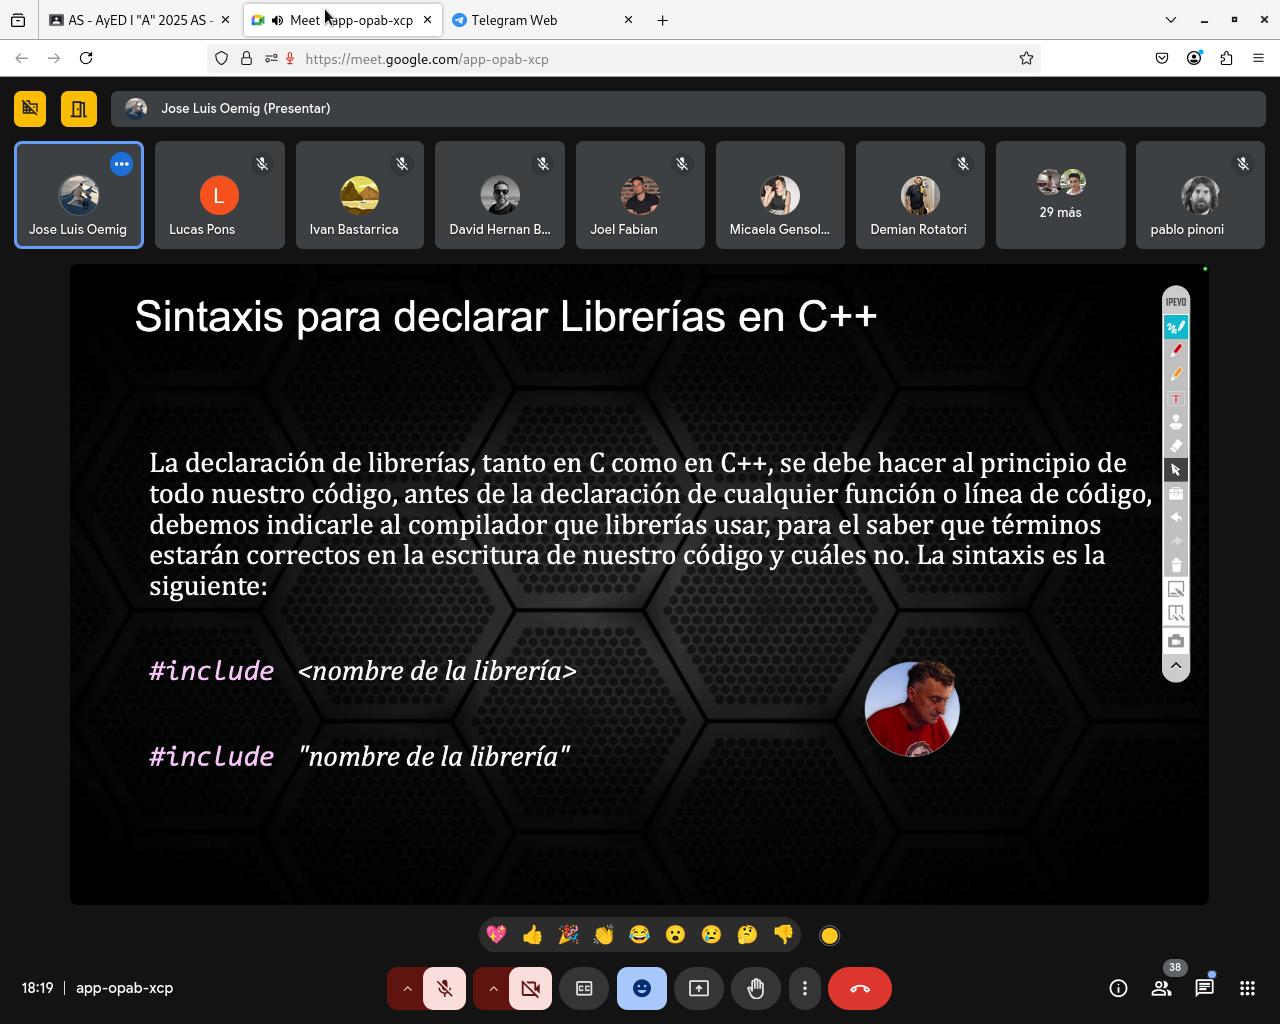 AS - AyED I "A" 2025 AS -
Meet
app-opab-xcp
Telegram Web
https://meet.google.com/app-opab-xcp
Jose Luis Oemig (Presentar)
L
Jose Luis Oemig
Lucas Pons
Ivan Bastarrica
David Hernan B...
Joel Fabian
Micaela Gensol...
Demian Rotatori
29 más
pablo pinoni
Sintaxis para declarar Librerías en C++
IPEVO
T
La declaración de librerías, tanto en C como en C++, se debe hacer al principio de
todo nuestro código, antes de la declaración de cualquier función o línea de código,
debemos indicarle al compilador que librerías usar, para el saber que términos
estarán correctos en la escritura de nuestro código y cuáles no. La sintaxis es la
siguiente:
#include <nombre de la librería>
#include "nombre de la librería"
18:19 | app-opab-xcp
CC
38